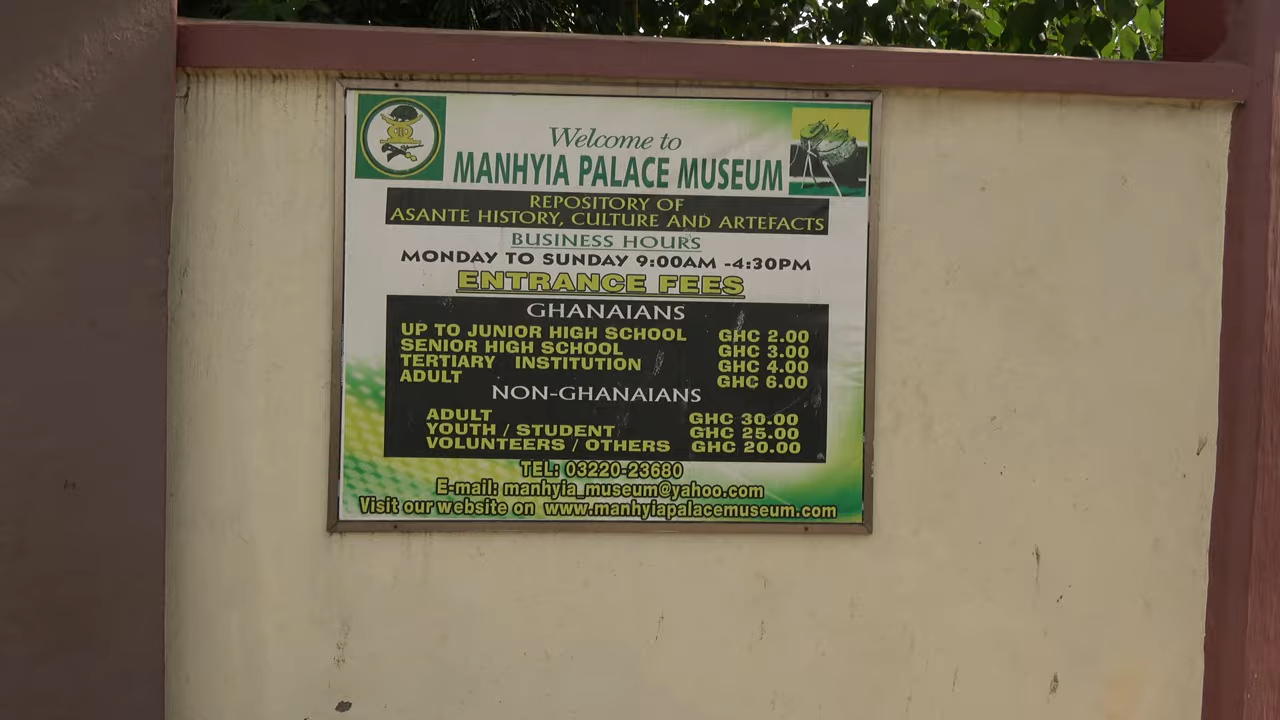 Welcome to
MANHYIA PALACE MUSEUM
REPOSITORY OF
ASANTE HISTORY, CULTURE AND ARTEFACTS
BUSINESS HOURS
MONDAY TO SUNDAY 9:00AM -4:30PM
ENTRANCE FEES
GHANAIANS
UP TO JUNIOR HIGH SCHOOL GHC 2.00
SENIOR HIGH SCHOOL GHC 3.00
TERTIARY INSTITUTION GHC 4.00
ADULT GHC 6.00
NON-GHANAIANS
ADULT GHC 30.00
YOUTH / STUDENT GHC 25.00
VOLUNTEERS / OTHERS GHC 20.00
TEL: 03220-23680
E-mail: manhyia_museum@yahoo.com
Visit our website on www.manhyiapalacemuseum.com